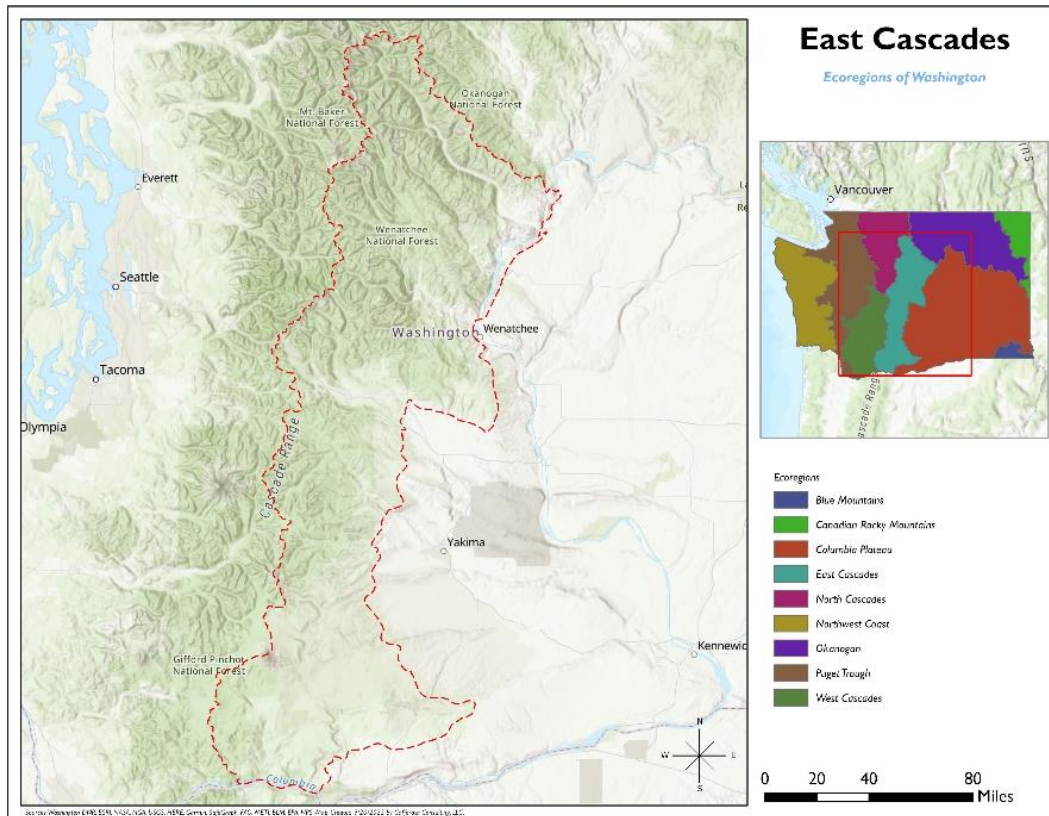 East Cascades
Ecoregions of Washington
Okanogan
National Forest
Mt. Baker
National Forest
Everett
Wenatchee
National Forest
Seattle
Washington
Wenatchee
Tacoma
Olympia
Cascade Range
Yakima
Gifford Pinchot
National Forest
Kennewic
Columbia
N
W
E
S
Vancouver
ascade Rang
Ecoregions
Blue Mountains
Canadian Rocky Mountains
Columbia Plateau
East Cascades
North Cascades
Northwest Coast
Okanogan
Puget Trough
West Cascades
0
20
40
80
Miles